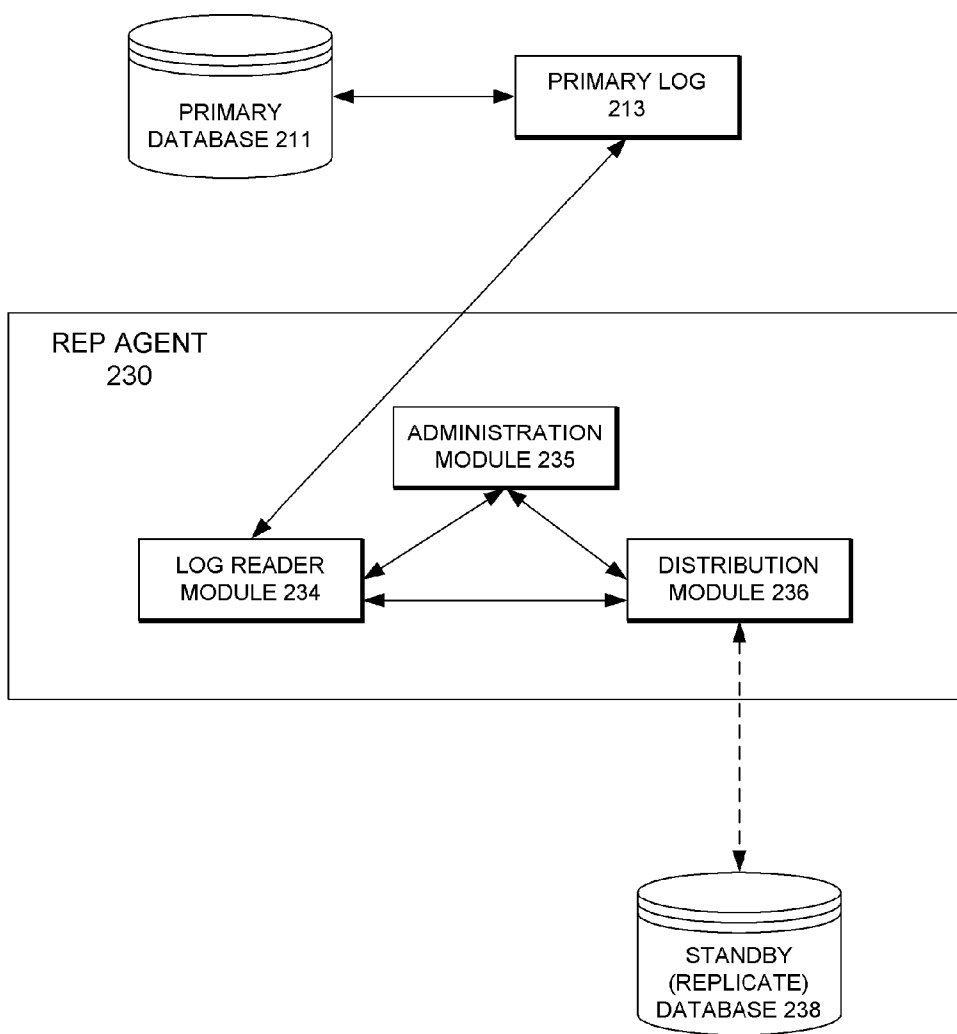 PRIMARY
DATABASE 211
PRIMARY LOG
213
REP AGENT
230
ADMINISTRATION
MODULE 235
LOG READER
MODULE 234
DISTRIBUTION
MODULE 236
STANDBY
(REPLICATE)
DATABASE 238